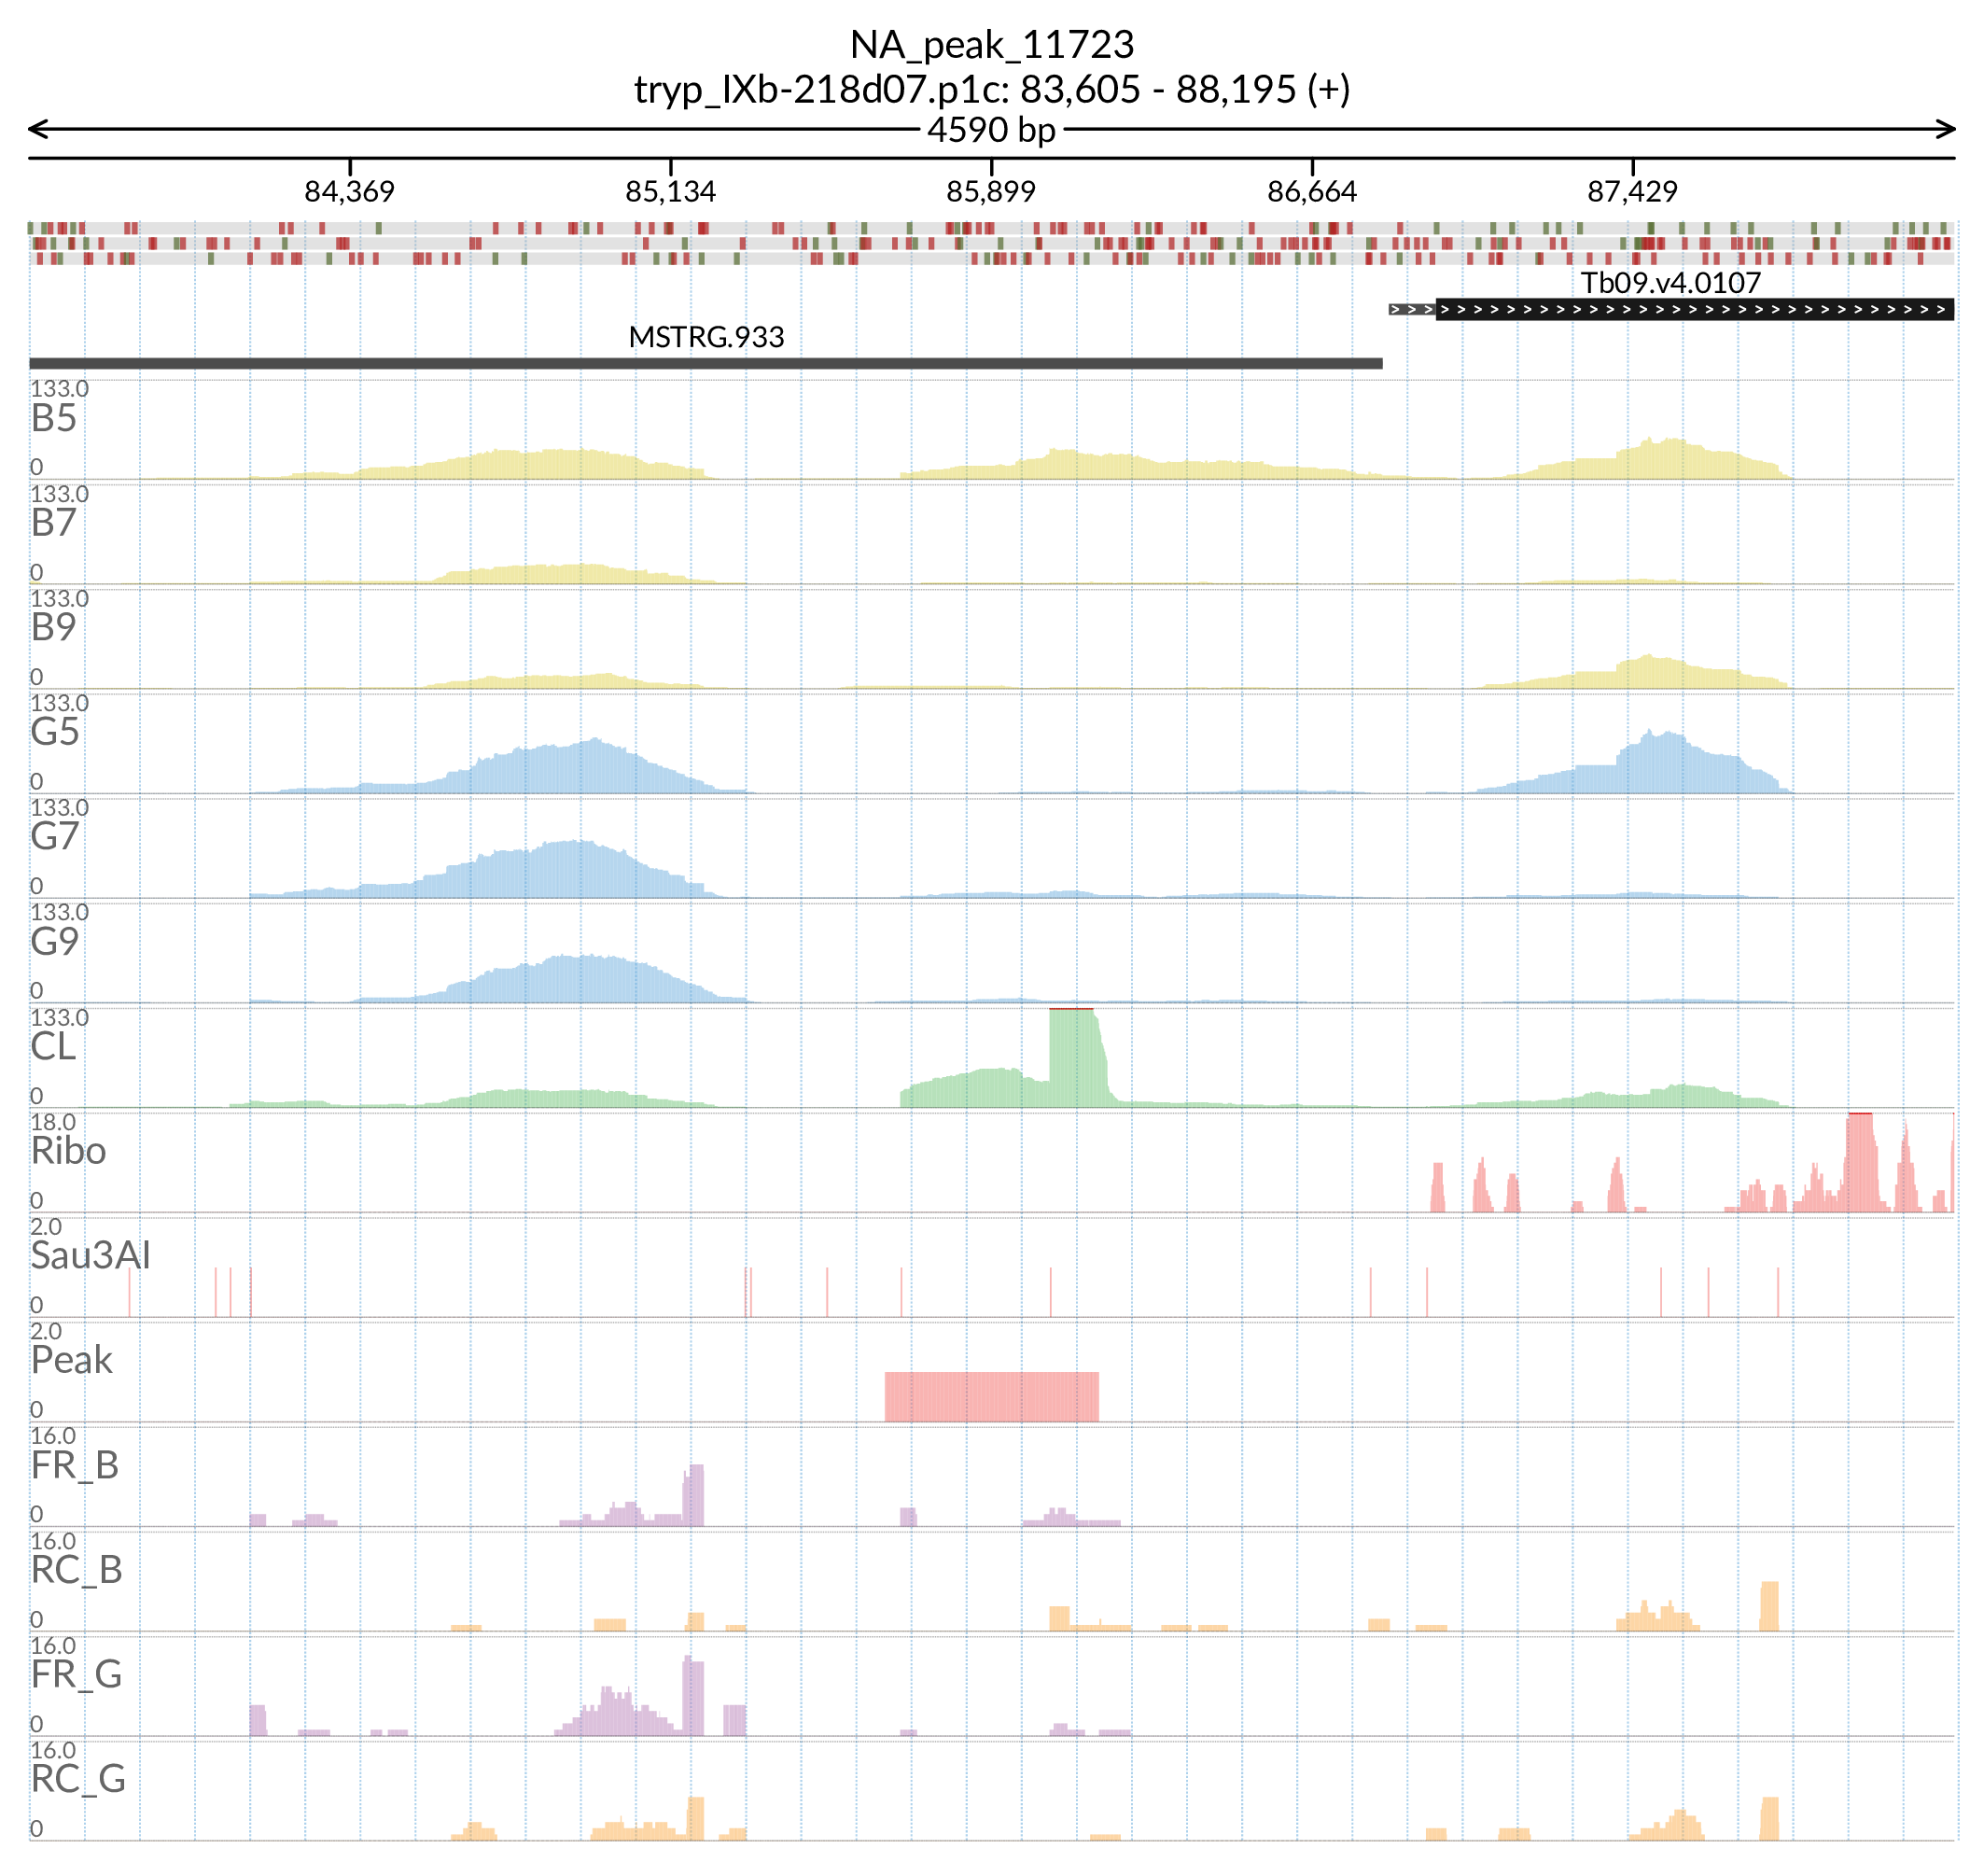 NA_peak_11723
tryp_IXb-218d07.p1c: 83,605 - 88,195 (+)
4590 bp
84,369 85,134 85,899 86,664 87,429
Tb09.v4.0107
MSTRG.933
133.0
B5
0
133.0
B7
0
133.0
B9
0
133.0
G5
0
133.0
G7
0
133.0
G9
0
133.0
CL
0
18.0
Ribo
0
2.0
Sau3AI
0
2.0
Peak
0
16.0
FR_B
0
16.0
RC_B
0
16.0
FR_G
0
16.0
RC_G
0